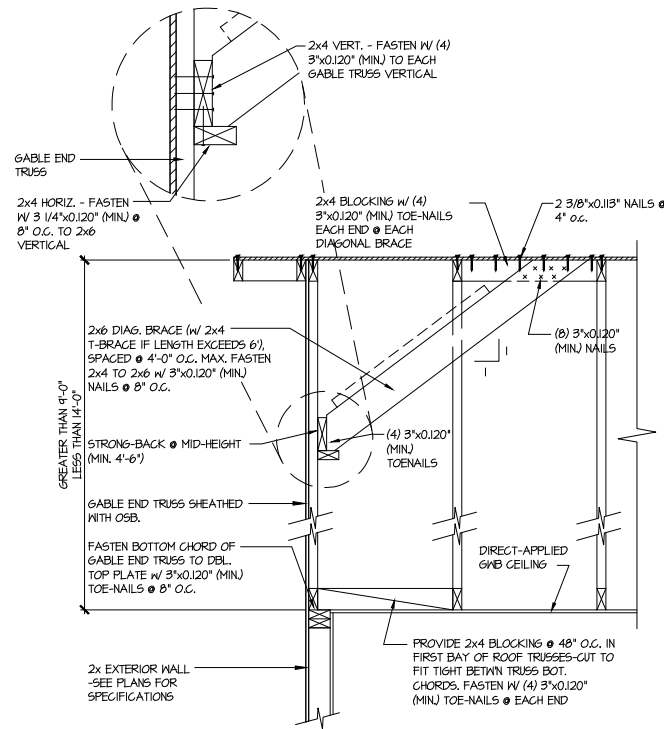 2x4 VERT. - FASTEN W/ (4)
3"x0.120" (MIN.) TO EACH
GABLE TRUSS VERTICAL
GABLE END
TRUSS
2x4 HORIZ. - FASTEN
W/ 3 1/4"x0.120" (MIN.) @
8" O.C. TO 2x6
VERTICAL
2x4 BLOCKING W/ (4)
3"x0.120" (MIN.) TOE-NAILS
EACH END @ EACH
DIAGONAL BRACE
2 3/8"x0.113" NAILS @
4" o.c.
2x6 DIAG. BRACE (W/ 2x4
T-BRACE IF LENGTH EXCEEDS 6'),
SPACED @ 4'-0" O.C. MAX. FASTEN
2x4 TO 2x6 W/ 3"x0.120" (MIN.)
NAILS @ 8" O.C.
(8) 3"x0.120"
(MIN.) NAILS
1
1
GREATER THAN 9'-0"
LESS THAN 14'-0"
STRONG-BACK @ MID-HEIGHT
(MIN. 4'-6")
(4) 3"x0.120"
(MIN.)
TOENAILS
GABLE END TRUSS SHEATHED
WITH OSB.
FASTEN BOTTOM CHORD OF
GABLE END TRUSS TO DBL.
TOP PLATE W/ 3"x0.120" (MIN.)
TOE-NAILS @ 8" O.C.
DIRECT-APPLIED
GWB CEILING
2x EXTERIOR WALL
-SEE PLANS FOR
SPECIFICATIONS
PROVIDE 2x4 BLOCKING @ 48" O.C. IN
FIRST BAY OF ROOF TRUSSES-CUT TO
FIT TIGHT BETW'N TRUSS BOT.
CHORDS. FASTEN W/ (4) 3"x0.120"
(MIN.) TOE-NAILS @ EACH END